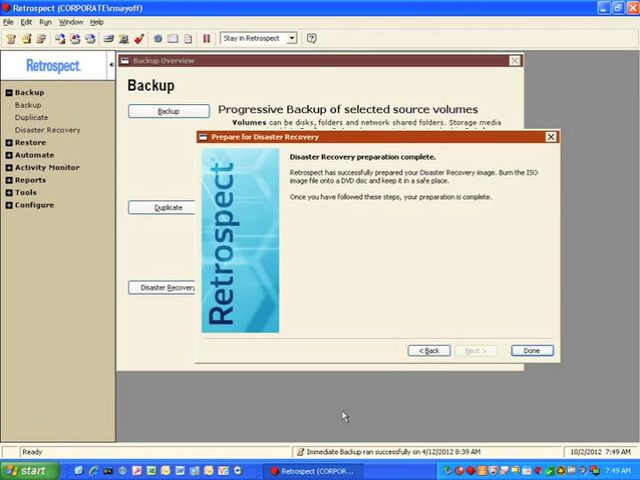 Retrospect (CORPORATE\rmayoff)
File Edit Run Window Help
Stay in Retrospect
Retrospect.
Backup
Backup
Duplicate
Disaster Recovery
Restore
Automate
Activity Monitor
Reports
Tools
Configure
Backup Overview
Backup
Backup
Progressive Backup of selected source volumes
Volumes can be disks, folders and network shared folders. Storage media
Duplicate
Disaster Recovery
Prepare for Disaster Recovery
Retrospect
Disaster Recovery preparation complete.
Retrospect has successfully prepared your Disaster Recovery image. Burn the ISO
image file onto a DVD disc and keep it in a safe place.
Once you have followed these steps, your preparation is complete.
< Back
Next >
Done
Ready
Immediate Backup ran successfully on 4/12/2012 8:39 AM
10/2/2012 7:49 AM
start
Retrospect (CORPOR...
7:49 AM